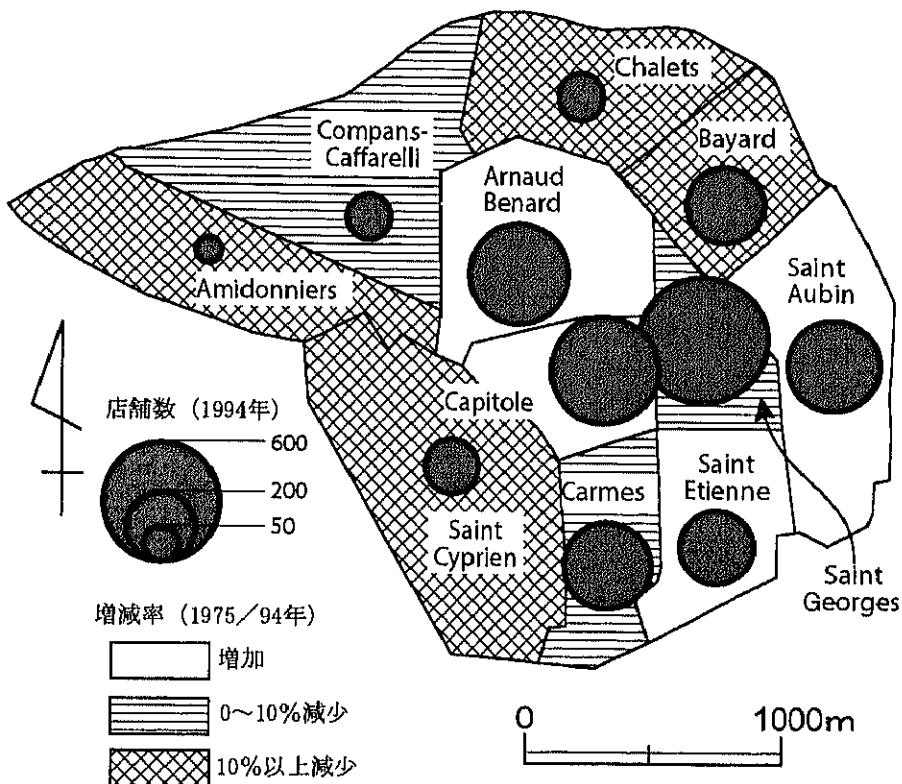 Chalets
Compans-
Caffarelli
Bayard
Arnaud
Benard
Amidonniers
Saint
Aubin
店舗数 (1994年)
600
200
50
Capitole
Saint
Cyprien
Carmes
Saint
Etienne
Saint
Georges
増減率 (1975/94年)
増加
0~10%減少
10%以上減少
0
1000m